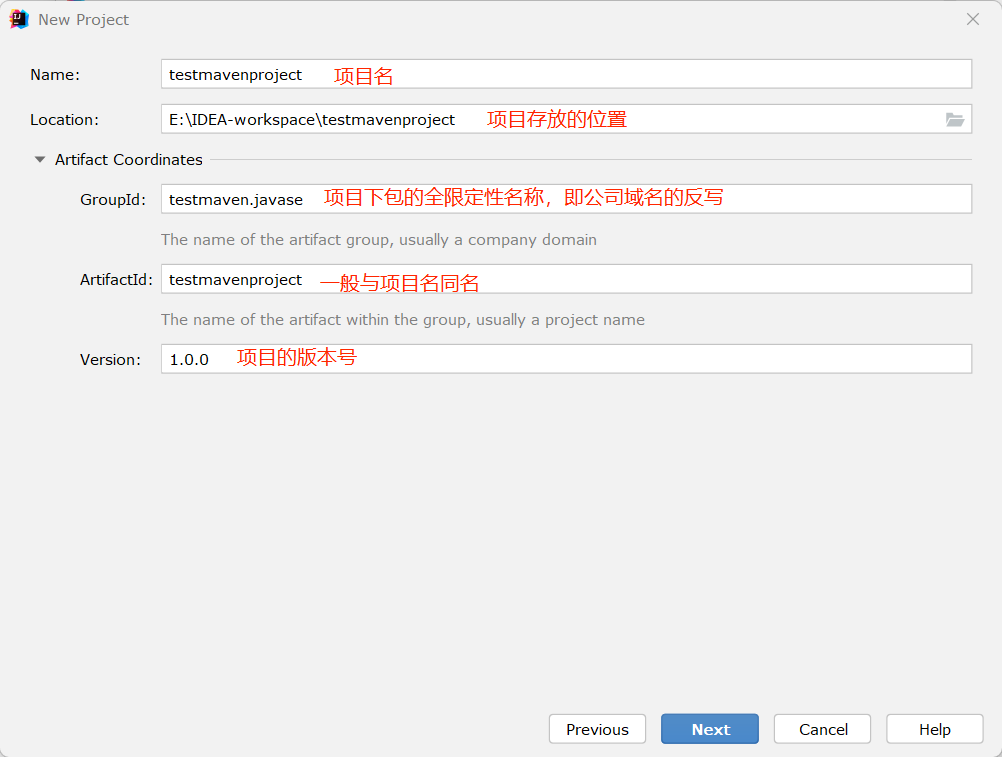 New Project
Name: testmavenproject 项目名
Location: E:\IDEA-workspace\testmavenproject 项目存放的位置
Artifact Coordinates
GroupId: testmaven.javase 项目下包的全限定性名称，即公司域名的反写
The name of the artifact group, usually a company domain
ArtifactId: testmavenproject 一般与项目名同名
The name of the artifact within the group, usually a project name
Version: 1.0.0 项目的版本号
Previous Next Cancel Help